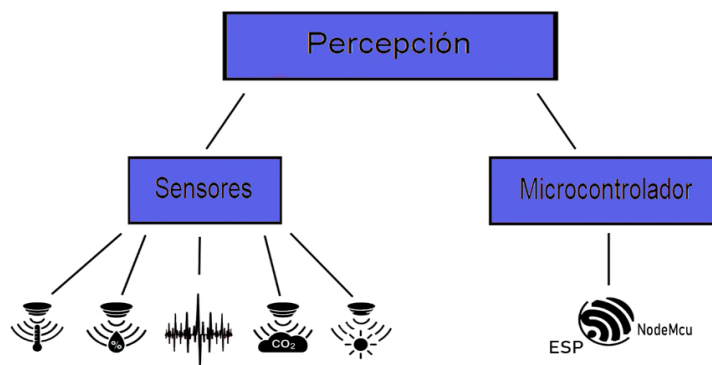 Percepción
Sensores
Microcontrolador
%
CO₂
ESP
NodeMcu